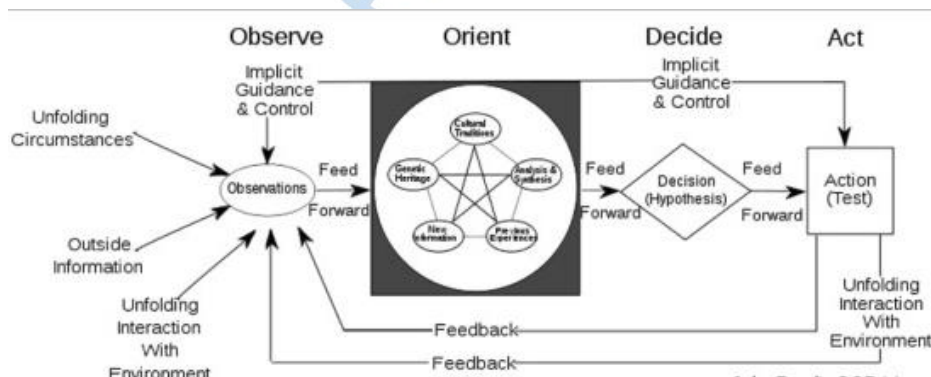 Observe
Orient
Decide
Act
Implicit
Guidance
& Control
Implicit
Guidance
& Control
Unfolding
Circumstances
Observations
Feed
Forward
Cultural
Traditions
Genetic
Heritage
Analysis &
Synthesis
New
Information
Previous
Experiences
Feed
Forward
Decision
(Hypothesis)
Feed
Forward
Action
(Test)
Outside
Information
Unfolding
Interaction
With
Environment
Unfolding
Interaction
With
Environment
Feedback
Feedback